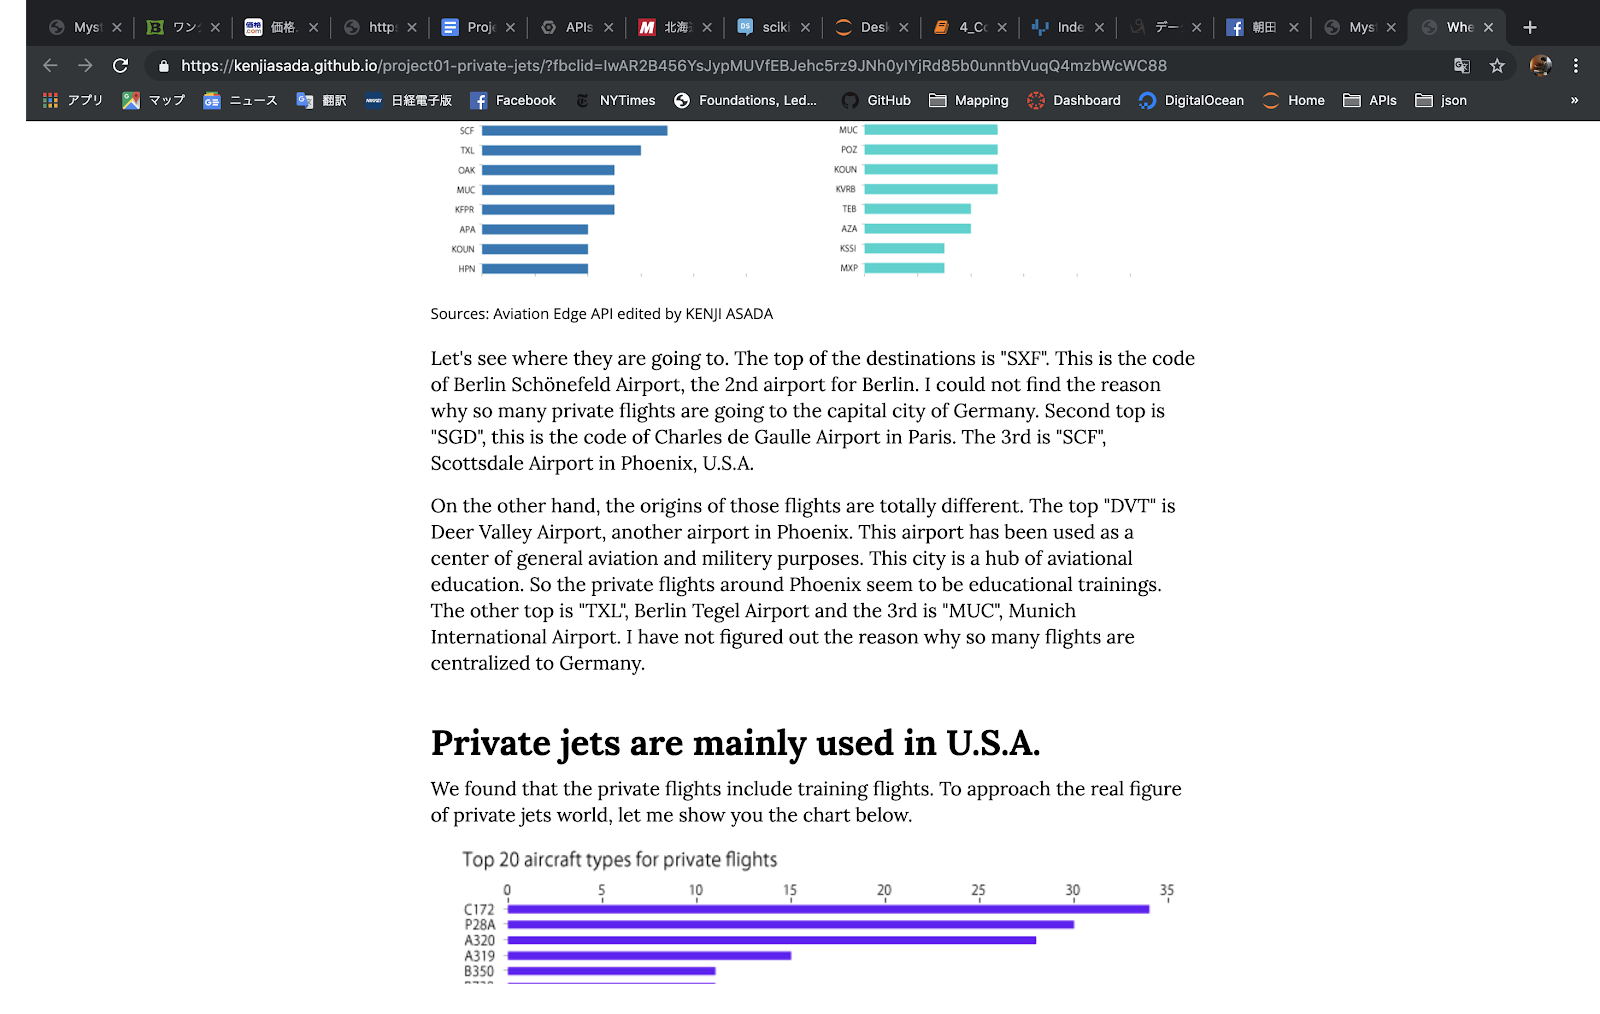 Myst
ワンタ
価格.
http:
Proje
APIs
北海
sciki
Desk
4_Co
Inde
デー
朝田
Myst
Whe
https://kenjiasada.github.io/project01-private-jets/?fbclid=IwAR2B456YsJypMUVfEBJehc5rz9JNh0yIYjRd85b0unntbVuqQ4mzbWcWC88
アプリ マップ ニュース 翻訳 日経電子版 Facebook NYTimes Foundations, Led... GitHub Mapping Dashboard DigitalOcean Home APIs json »
SCF
TXL
OAK
MUC
KFPR
APA
KOUN
HPN
MUC
POZ
KOUN
KVRB
TEB
AZA
KSSI
MXP
Sources: Aviation Edge API edited by KENJI ASADA
Let's see where they are going to. The top of the destinations is "SXF". This is the code
of Berlin Schönefeld Airport, the 2nd airport for Berlin. I could not find the reason
why so many private flights are going to the capital city of Germany. Second top is
"SGD", this is the code of Charles de Gaulle Airport in Paris. The 3rd is "SCF",
Scottsdale Airport in Phoenix, U.S.A.
On the other hand, the origins of those flights are totally different. The top "DVT" is
Deer Valley Airport, another airport in Phoenix. This airport has been used as a
center of general aviation and militery purposes. This city is a hub of aviational
education. So the private flights around Phoenix seem to be educational trainings.
The other top is "TXL", Berlin Tegel Airport and the 3rd is "MUC", Munich
International Airport. I have not figured out the reason why so many flights are
centralized to Germany.
Private jets are mainly used in U.S.A.
We found that the private flights include training flights. To approach the real figure
of private jets world, let me show you the chart below.
Top 20 aircraft types for private flights
0 5 10 15 20 25 30 35
C172
P28A
A320
A319
B350